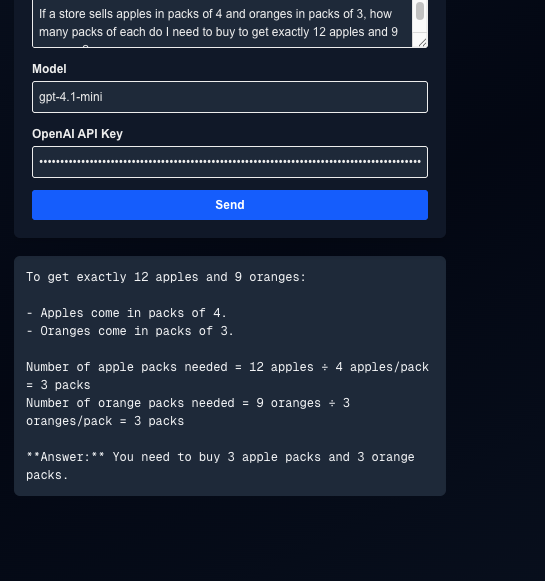 If a store sells apples in packs of 4 and oranges in packs of 3, how
many packs of each do I need to buy to get exactly 12 apples and 9
Model
gpt-4.1-mini
OpenAI API Key
Send
To get exactly 12 apples and 9 oranges:
- Apples come in packs of 4.
- Oranges come in packs of 3.
Number of apple packs needed = 12 apples ÷ 4 apples/pack
= 3 packs
Number of orange packs needed = 9 oranges ÷ 3
oranges/pack = 3 packs
**Answer:** You need to buy 3 apple packs and 3 orange
packs.